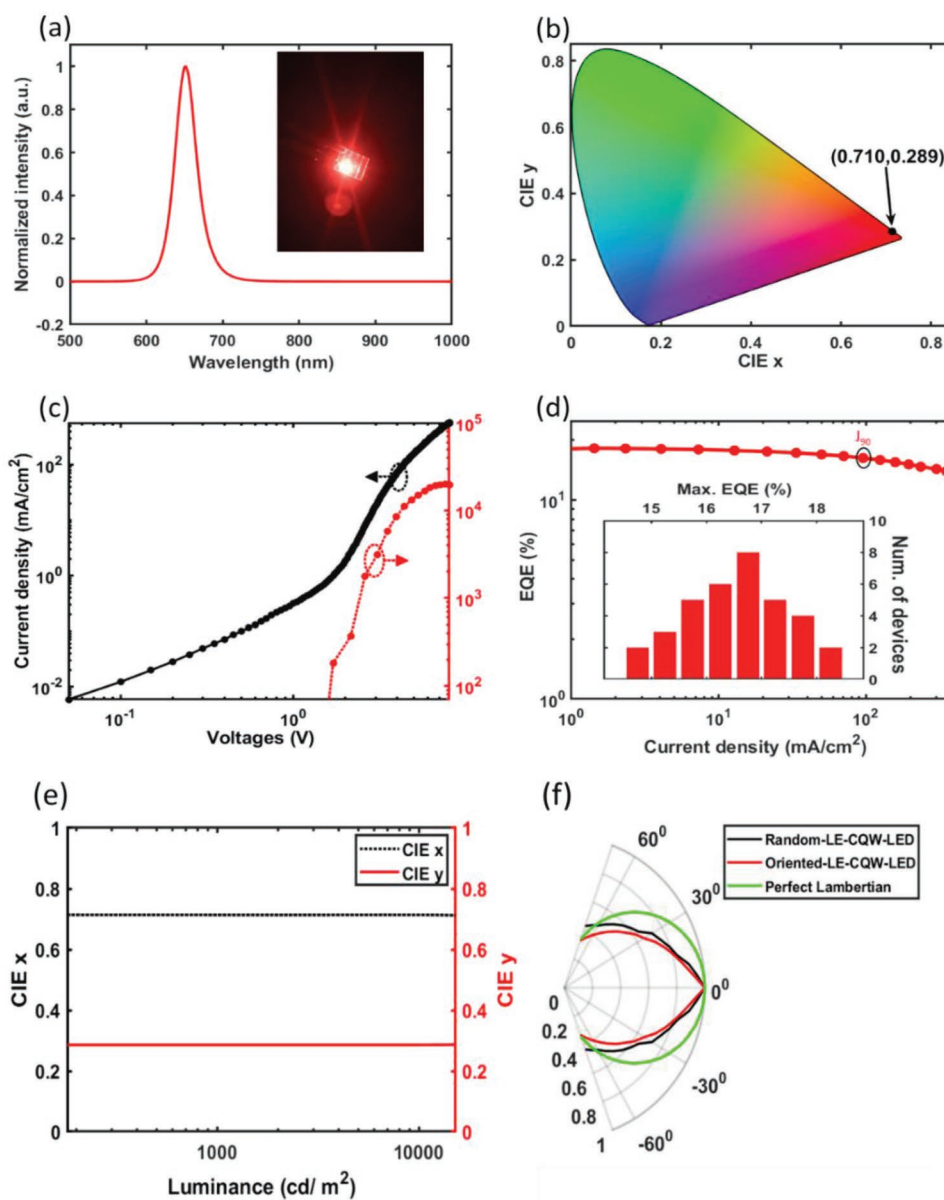 (a)
Normalized intensity (a.u.)
1
0.8
0.6
0.4
0.2
0
-0.2
500 600 700 800 900 1000
Wavelength (nm)
(b)
CIE y
0.8
0.6
0.4
0.2
0
(0.710,0.289)
0 0.2 0.4 0.6 0.8
CIE x
(c)
Current density (mA/cm²)
10²
10⁰
10⁻²
10⁵
10⁴
10³
10²
10⁻¹ 10⁰
Voltages (V)
(d)
EQE (%)
10¹
10⁰
J₉₀
Max. EQE (%)
15 16 17 18
10
8
6
4
2
0
Num. of devices
10⁰ 10¹ 10²
Current density (mA/cm²)
(e)
CIE x
1
0.8
0.6
0.4
0.2
0
CIE x
CIE y
1
0.8
0.6
0.4
0.2
0
CIE y
1000 10000
Luminance (cd/ m²)
(f)
Random-LE-CQW-LED
Oriented-LE-CQW-LED
Perfect Lambertian
60⁰
30⁰
0⁰
-30⁰
-60⁰
0
0.2
0.4
0.6
0.8
1